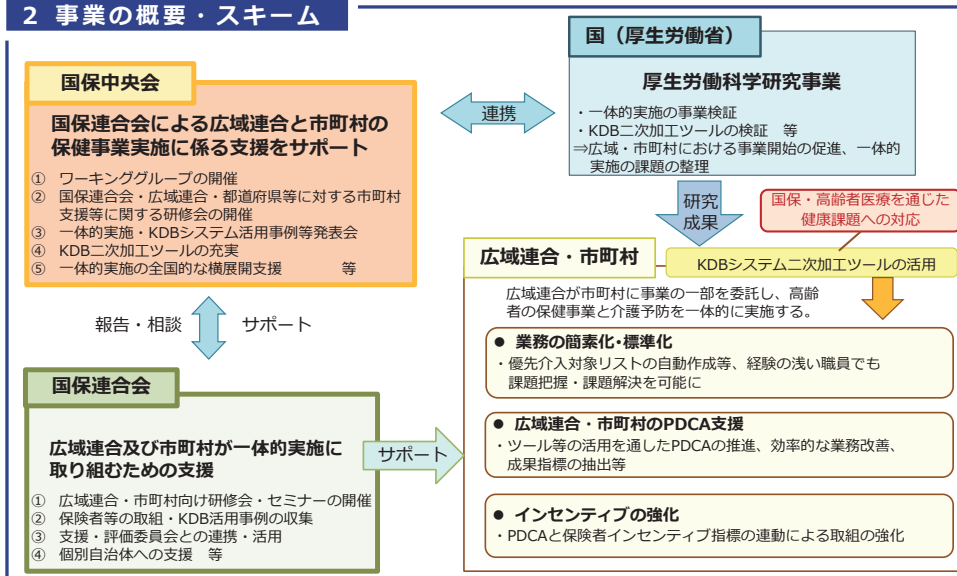 2 事業の概要・スキーム
国保中央会
国保連合会による広域連合と市町村の
保健事業実施に係る支援をサポート
① ワーキンググループの開催
② 国保連合会・広域連合・都道府県等に対する市町村
支援等に関する研修会の開催
③ 一体的実施・KDBシステム活用事例等発表会
④ KDB二次加工ツールの充実
⑤ 一体的実施の全国的な横展開支援 等
連携
国（厚生労働省）
厚生労働科学研究事業
・一体的実施の事業検証
・KDB二次加工ツールの検証 等
⇒広域・市町村における事業開始の促進、一体的
実施の課題の整理
研究
成果
国保・高齢者医療を通じた
健康課題への対応
KDBシステム二次加工ツールの活用
広域連合・市町村
広域連合が市町村に事業の一部を委託し、高齢
者の保健事業と介護予防を一体的に実施する。
● 業務の簡素化・標準化
・優先介入対象リストの自動作成等、経験の浅い職員でも
課題把握・課題解決を可能に
● 広域連合・市町村のPDCA支援
・ツール等の活用を通したPDCAの推進、効率的な業務改善、
成果指標の抽出等
● インセンティブの強化
・PDCAと保険者インセンティブ指標の連動による取組の強化
報告・相談
サポート
国保連合会
広域連合及び市町村が一体的実施に
取り組むための支援
① 広域連合・市町村向け研修会・セミナーの開催
② 保険者等の取組・KDB活用事例の収集
③ 支援・評価委員会との連携・活用
④ 個別自治体への支援 等
サポート